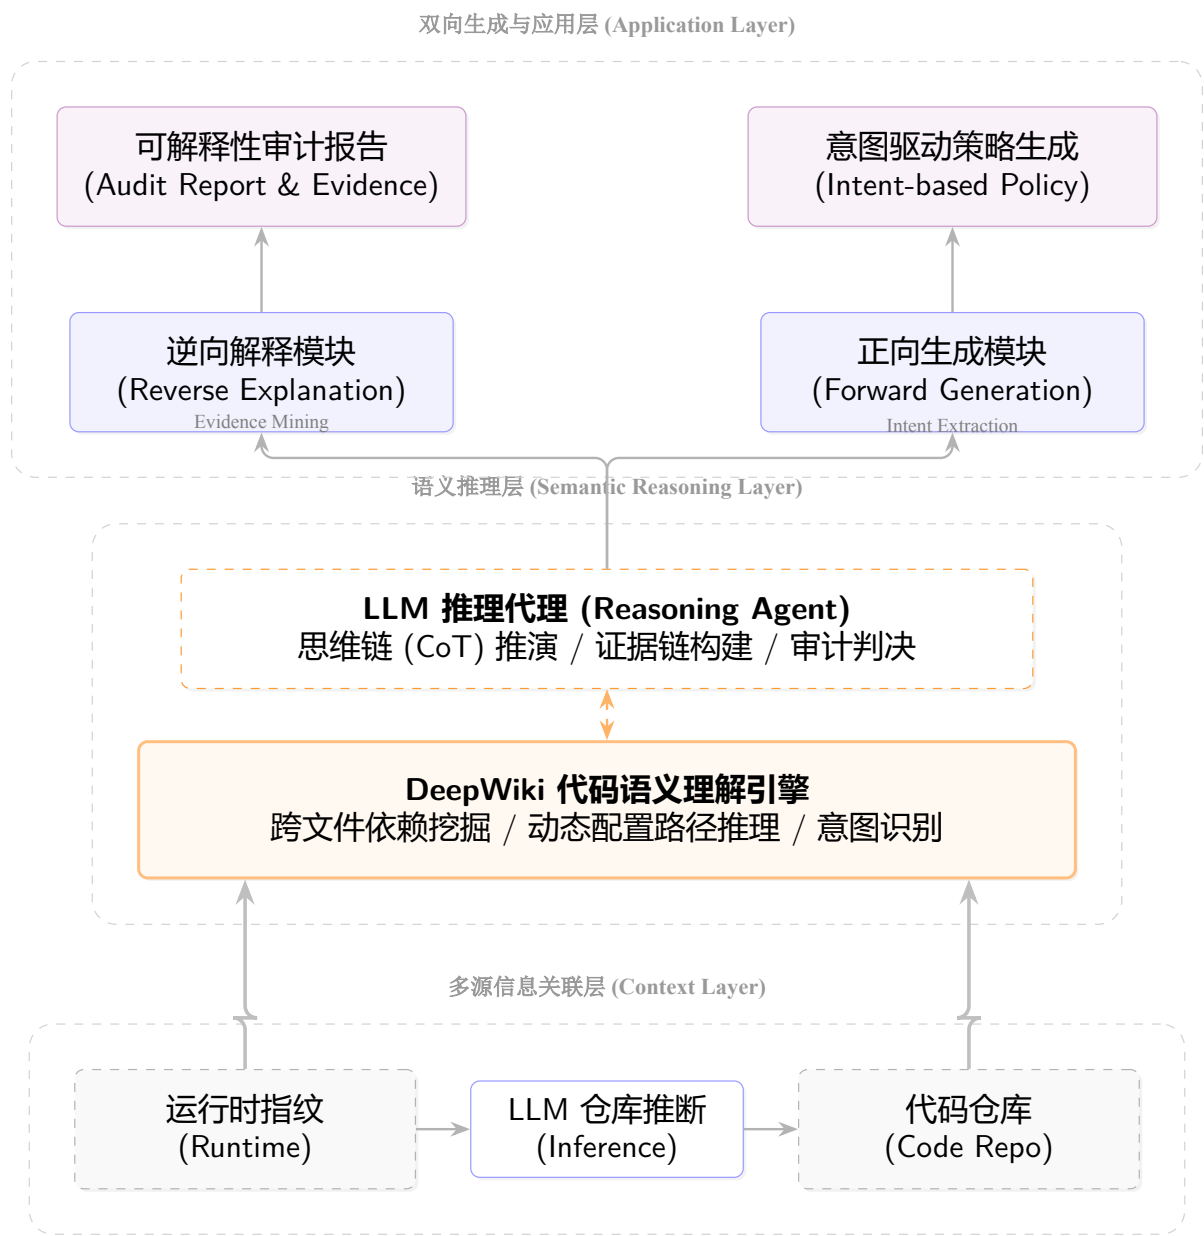 双向生成与应用层 (Application Layer)
可解释性审计报告
(Audit Report & Evidence)
意图驱动策略生成
(Intent-based Policy)
逆向解释模块
(Reverse Explanation)
Evidence Mining
正向生成模块
(Forward Generation)
Intent Extraction
语义推理层 (Semantic Reasoning Layer)
LLM 推理代理 (Reasoning Agent)
思维链 (CoT) 推演 / 证据链构建 / 审计判决
DeepWiki 代码语义理解引擎
跨文件依赖挖掘 / 动态配置路径推理 / 意图识别
多源信息关联层 (Context Layer)
运行时指纹
(Runtime)
LLM 仓库推断
(Inference)
代码仓库
(Code Repo)